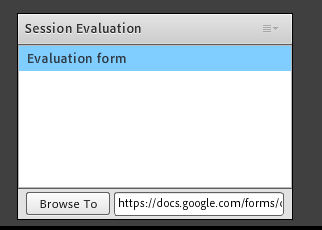 Session Evaluation
Evaluation form
Browse To https://docs.google.com/forms/